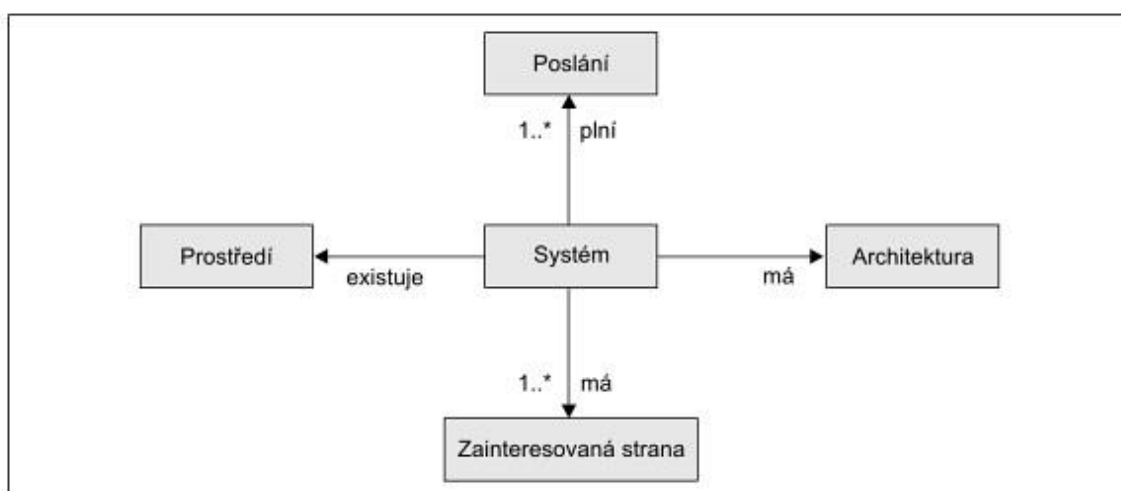 Poslání
1..* plní
Prostředí
Systém
Architektura
existuje
má
1..* má
Zainteresovaná strana